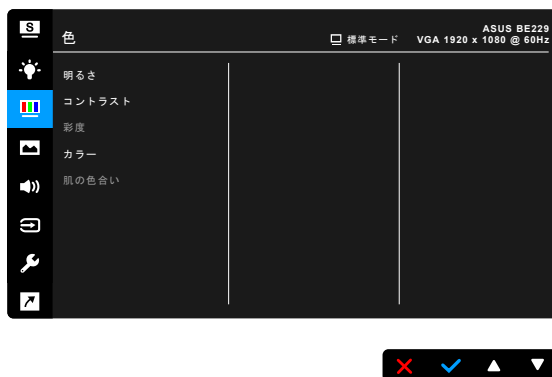 S
色
標準モード
ASUS BE229
VGA 1920 x 1080 @ 60Hz
明るさ
コントラスト
彩度
カラー
肌の色合い